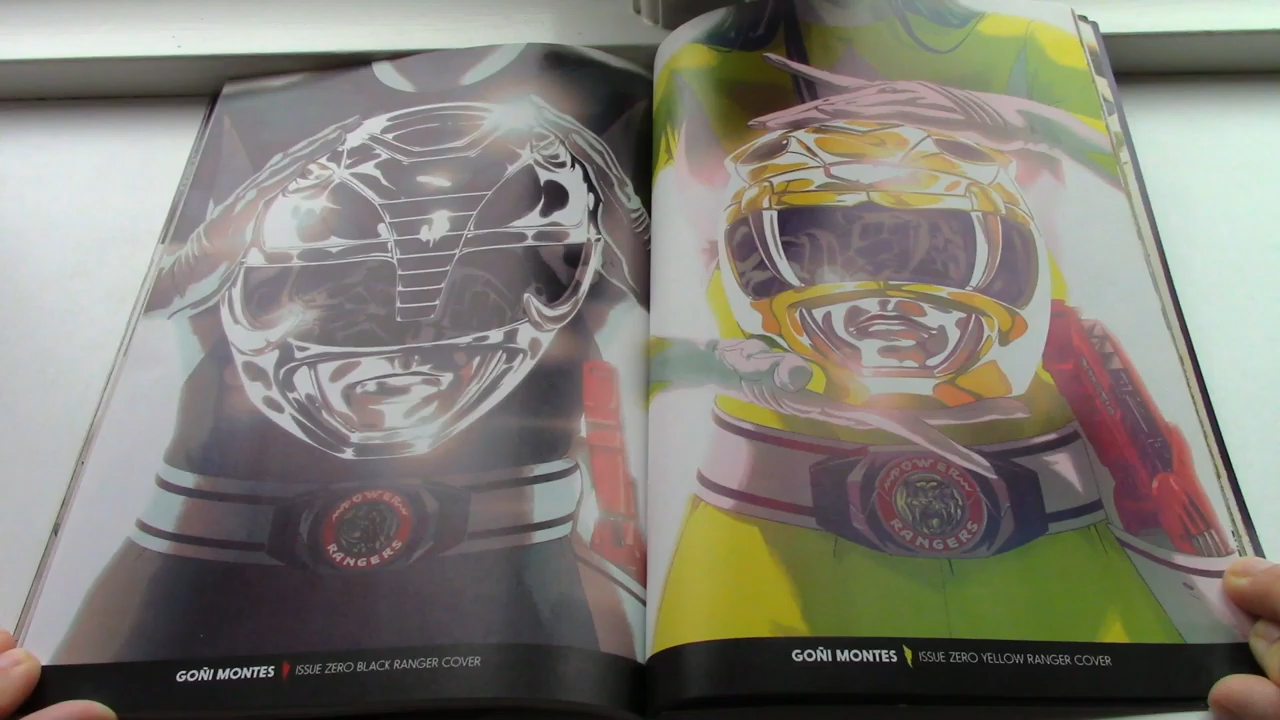 POWER
RANGERS
GOÑI MONTES ISSUE ZERO BLACK RANGER COVER
POWER
RANGERS
GOÑI MONTES ISSUE ZERO YELLOW RANGER COVER